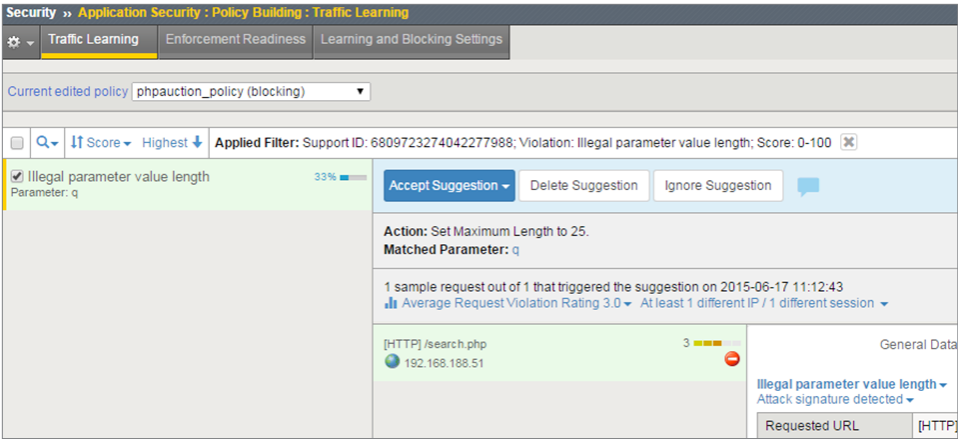 Security » Application Security : Policy Building : Traffic Learning
Traffic Learning Enforcement Readiness Learning and Blocking Settings
Current edited policy phpauction_policy (blocking)
Score Highest Applied Filter: Support ID: 6809723274042277988; Violation: Illegal parameter value length; Score: 0-100
Illegal parameter value length 33%
Parameter: q
Accept Suggestion Delete Suggestion Ignore Suggestion
Action: Set Maximum Length to 25.
Matched Parameter: q
1 sample request out of 1 that triggered the suggestion on 2015-06-17 11:12:43
Average Request Violation Rating 3.0 At least 1 different IP / 1 different session
[HTTP] /search.php 3
192.168.188.51
General Data
Illegal parameter value length
Attack signature detected
Requested URL [HTTP]